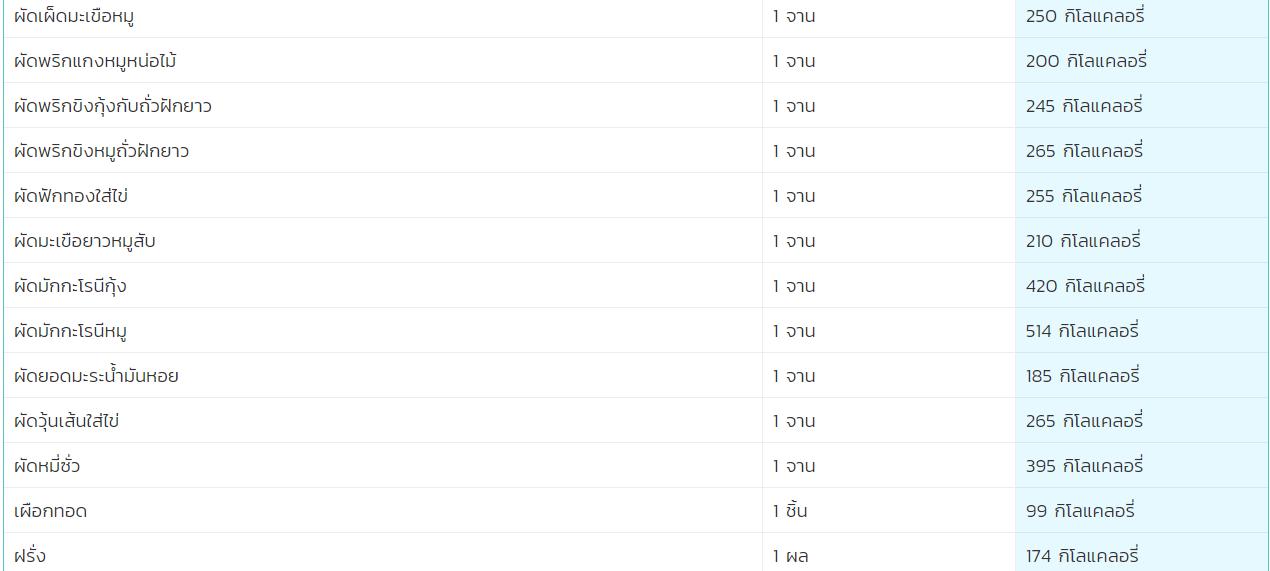 ผัดเผ็ดมะเขือหมู 1 จาน 250 กิโลแคลอรี่
ผัดพริกแกงหมูหน่อไม้ 1 จาน 200 กิโลแคลอรี่
ผัดพริกขิงกุ้งกับถั่วฝักยาว 1 จาน 245 กิโลแคลอรี่
ผัดพริกขิงหมูถั่วฝักยาว 1 จาน 265 กิโลแคลอรี่
ผัดฟักทองใส่ไข่ 1 จาน 255 กิโลแคลอรี่
ผัดมะเขือยาวหมูสับ 1 จาน 210 กิโลแคลอรี่
ผัดมักกะโรนีกุ้ง 1 จาน 420 กิโลแคลอรี่
ผัดมักกะโรนีหมู 1 จาน 514 กิโลแคลอรี่
ผัดยอดมะระน้ำมันหอย 1 จาน 185 กิโลแคลอรี่
ผัดวุ้นเส้นใส่ไข่ 1 จาน 265 กิโลแคลอรี่
ผัดหมี่ซั่ว 1 จาน 395 กิโลแคลอรี่
เผือกทอด 1 ชิ้น 99 กิโลแคลอรี่
ฝรั่ง 1 ผล 174 กิโลแคลอรี่